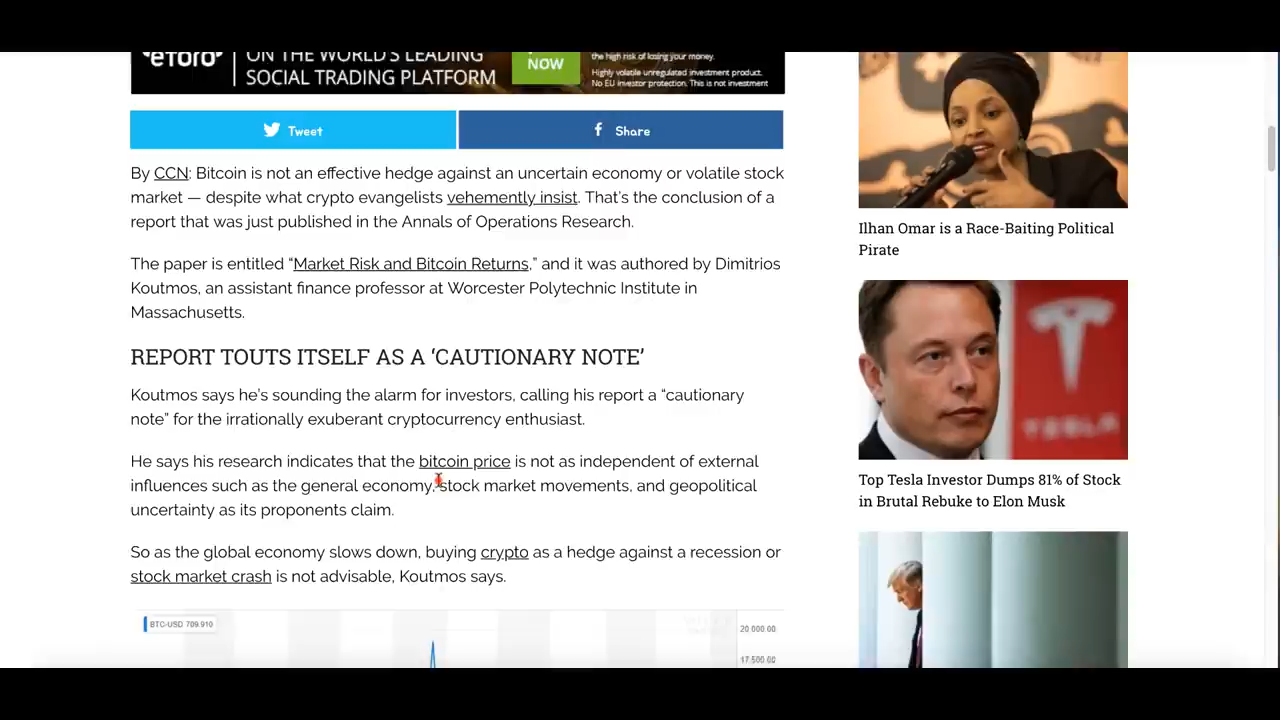 eToro
ON THE WORLD'S LEADING
SOCIAL TRADING PLATFORM
NOW
the high risk of losing your money.
Highly volatile unregulated investment product.
No EU investor protection. This is not investment
Tweet
Share
By CCN: Bitcoin is not an effective hedge against an uncertain economy or volatile stock
market — despite what crypto evangelists vehemently insist. That's the conclusion of a
report that was just published in the Annals of Operations Research.
The paper is entitled “Market Risk and Bitcoin Returns,” and it was authored by Dimitrios
Koutmos, an assistant finance professor at Worcester Polytechnic Institute in
Massachusetts.
REPORT TOUTS ITSELF AS A ‘CAUTIONARY NOTE’
Koutmos says he's sounding the alarm for investors, calling his report a “cautionary
note” for the irrationally exuberant cryptocurrency enthusiast.
He says his research indicates that the bitcoin price is not as independent of external
influences such as the general economy, stock market movements, and geopolitical
uncertainty as its proponents claim.
So as the global economy slows down, buying crypto as a hedge against a recession or
stock market crash is not advisable, Koutmos says.
BTC-USD 709.910
20 000.00
17 500.00
Ilhan Omar is a Race-Baiting Political
Pirate
TESLA
Top Tesla Investor Dumps 81% of Stock
in Brutal Rebuke to Elon Musk